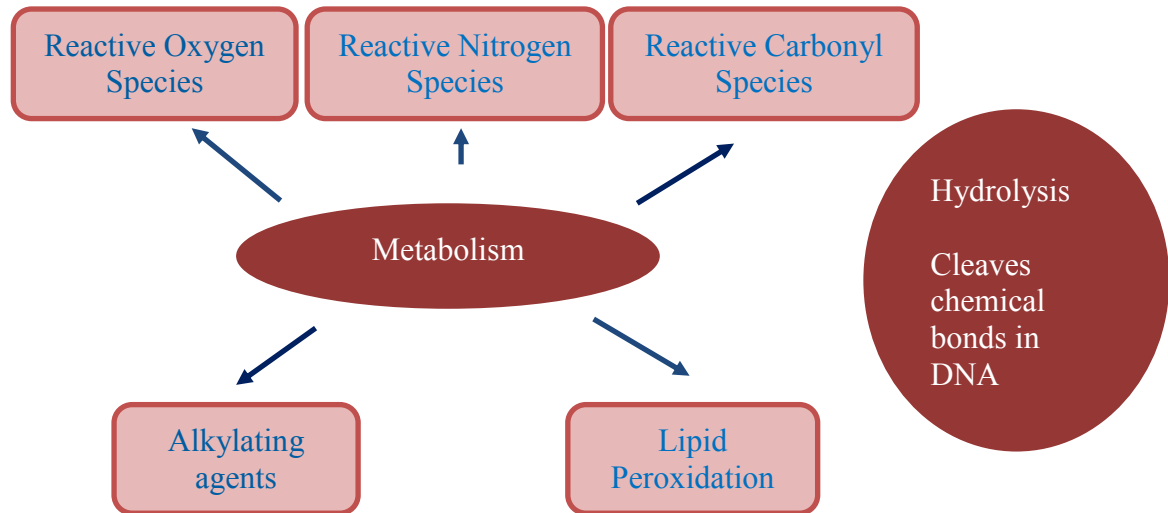 Reactive Oxygen
Species
Reactive Nitrogen
Species
Reactive Carbonyl
Species
Metabolism
Hydrolysis
Cleaves
chemical
bonds in
DNA
Alkylating
agents
Lipid
Peroxidation